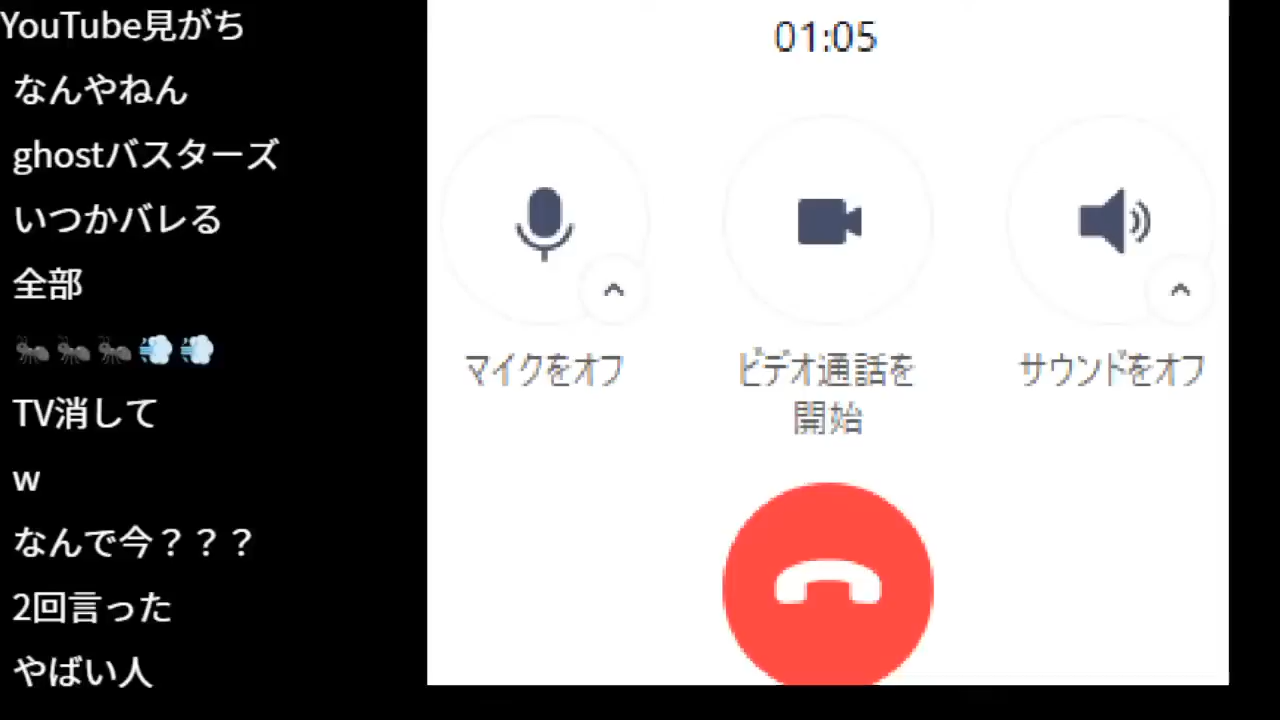 YouTube見がち
なんやねん
ghostバスターズ
いつかバレる
全部
🐜🐜🐜💨💨
TV消して
w
なんで今？？？
2回言った
やばい人
01:05
マイクをオフ
ビデオ通話を
開始
サウンドをオフ